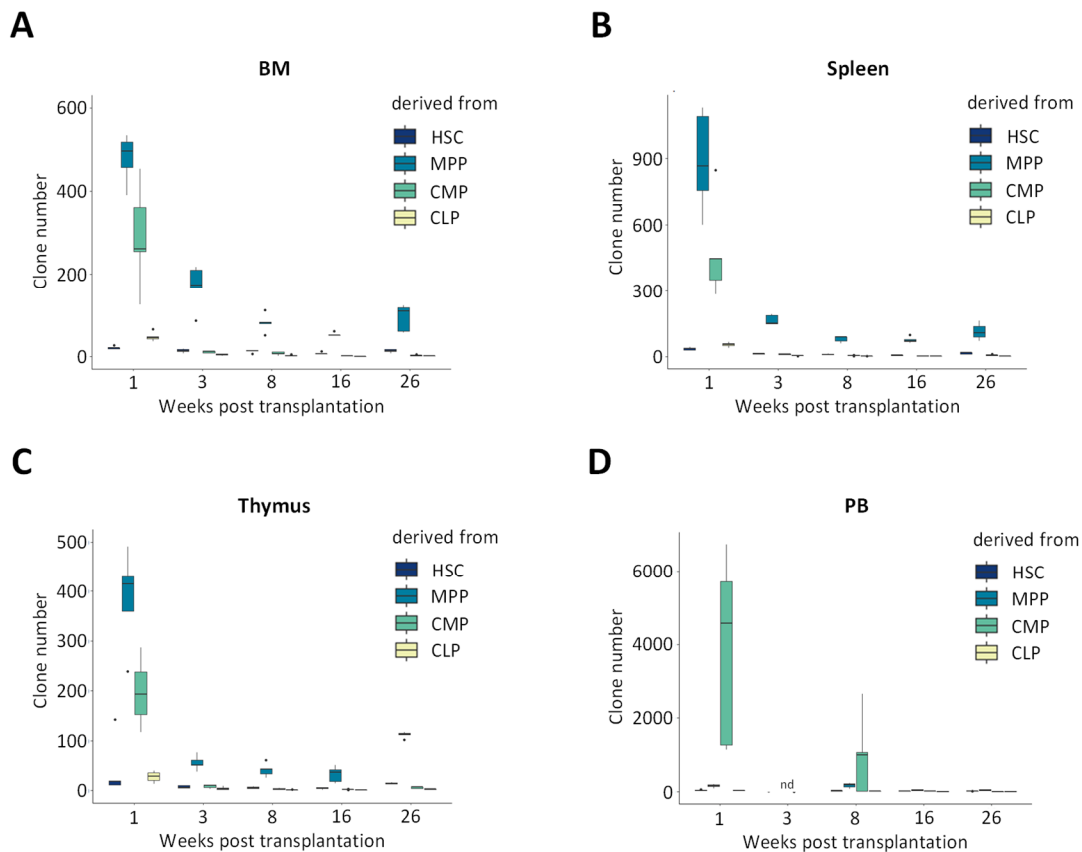 A
BM
Clone number
600
400
200
0
1 3 8 16 26
Weeks post transplantation
derived from
HSC
MPP
CMP
CLP
B
Spleen
Clone number
900
600
300
0
1 3 8 16 26
Weeks post transplantation
derived from
HSC
MPP
CMP
CLP
C
Thymus
Clone number
500
400
300
200
100
0
1 3 8 16 26
Weeks post transplantation
derived from
HSC
MPP
CMP
CLP
D
PB
Clone number
6000
4000
2000
0
nd
1 3 8 16 26
Weeks post transplantation
derived from
HSC
MPP
CMP
CLP